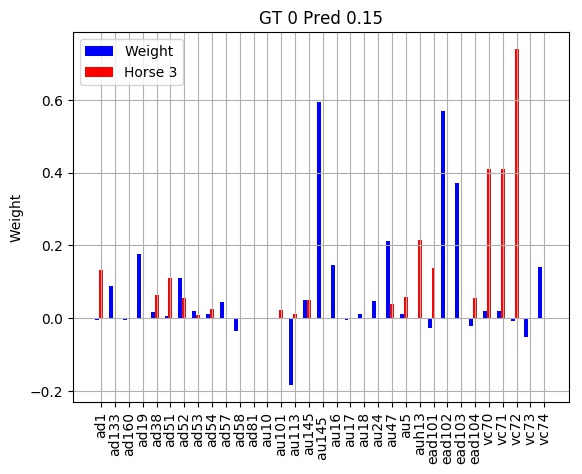 GT 0 Pred 0.15
Weight
Horse 3
Weight
0.6
0.4
0.2
0.0
−0.2
ad1
ad133
ad160
ad19
ad38
ad51
ad52
ad53
ad54
ad57
ad58
ad81
au10
au101
au113
au145
au145
au16
au17
au18
au24
au47
au5
auh13
ead101
ead102
ead103
ead104
vc70
vc71
vc72
vc73
vc74